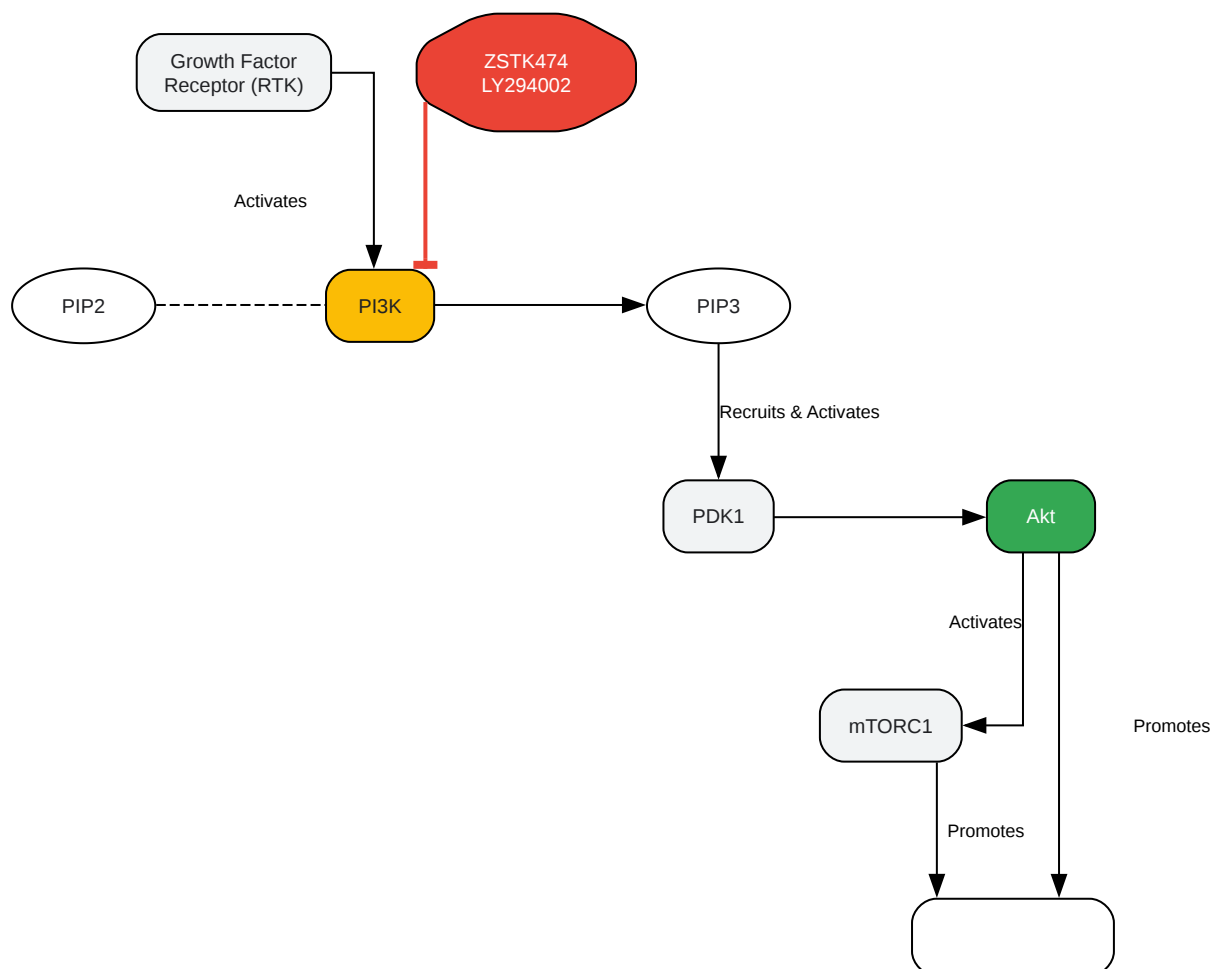 Growth Factor
Receptor (RTK)
ZSTK474
LY294002
Activates
PIP2
PI3K
PIP3
Recruits & Activates
PDK1
Akt
Activates
mTORC1
Promotes
Promotes